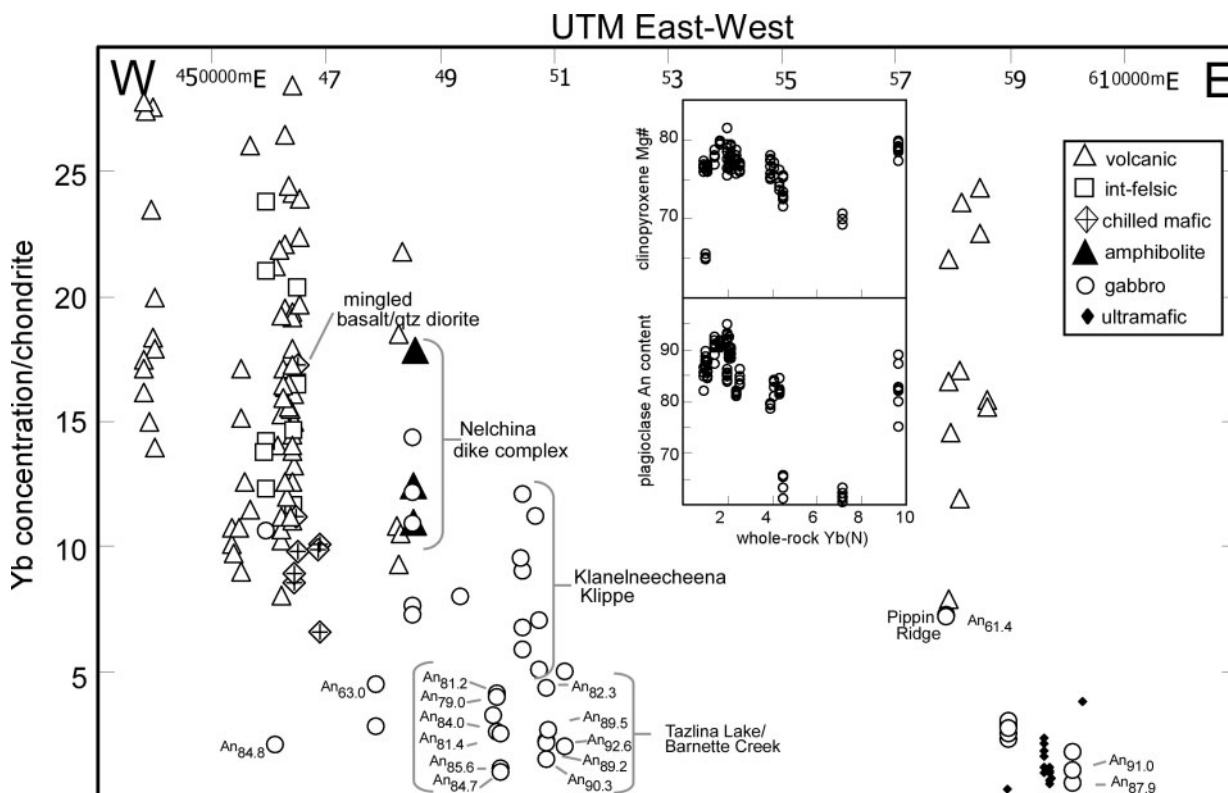 UTM East-West
W 450000mE 47 49 51 53 55 57 59 610000mE E
Yb concentration/chondrite
25
20
15
10
5
mingled
basalt/qtz diorite
Nelchina
dike complex
Klanelneecheena
Klippe
Tazlina Lake/
Barnette Creek
Pippin
Ridge
An61.4
An63.0
An84.8
An81.2
An79.0
An84.0
An81.4
An85.6
An84.7
An82.3
An89.5
An92.6
An89.2
An90.3
An91.0
An87.9
clinopyroxene Mg#
80
70
plagioclase An content
90
80
70
2 4 6 8 10
whole-rock Yb(N)
volcanic
int-felsic
chilled mafic
amphibolite
gabbro
ultramafic